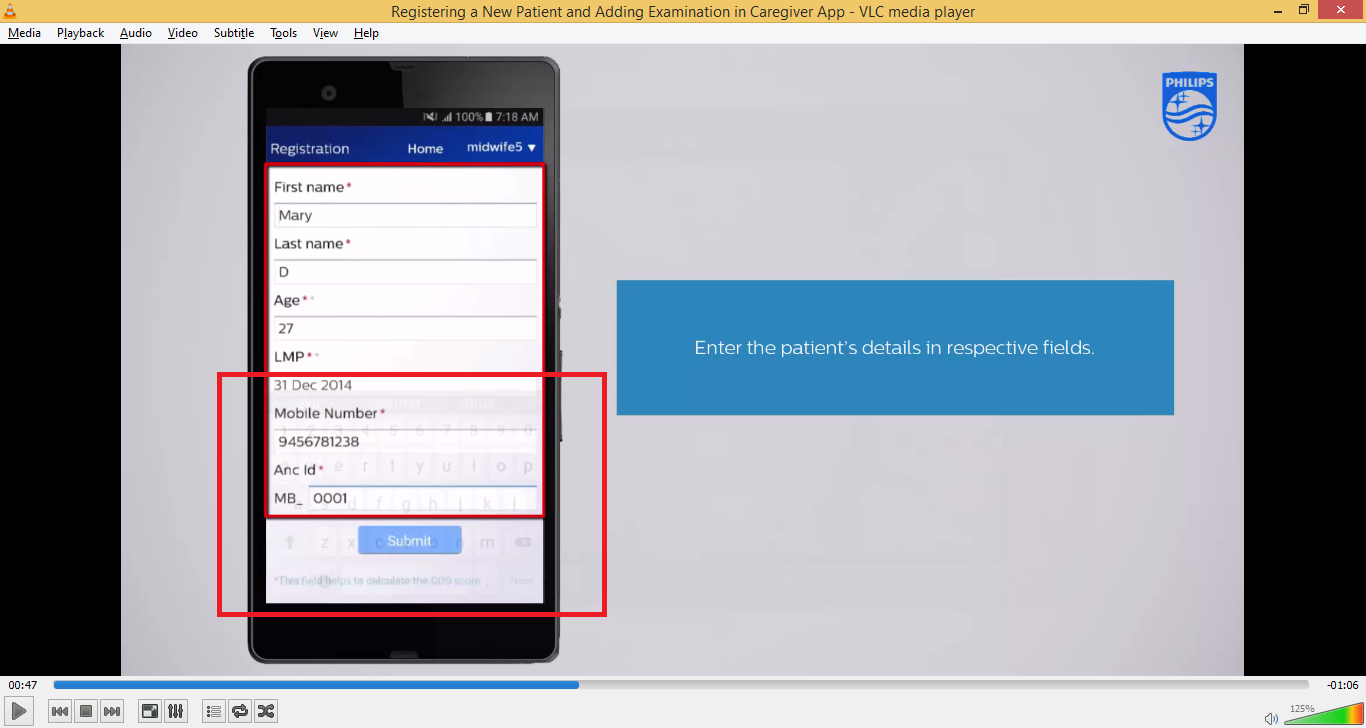 Registering a New Patient and Adding Examination in Caregiver App - VLC media player
Media Playback Audio Video Subtitle Tools View Help
PHILIPS
100% 7:18 AM
Registration Home midwife5
First name*
Mary
Last name*
D
Age**
27
LMP**
31 Dec 2014
Mobile Number*
9456781238
Anc Id*
MB_ 0001
Submit
*This field helps to calculate the
Enter the patient's details in respective fields.
00:47
-01:06
125%